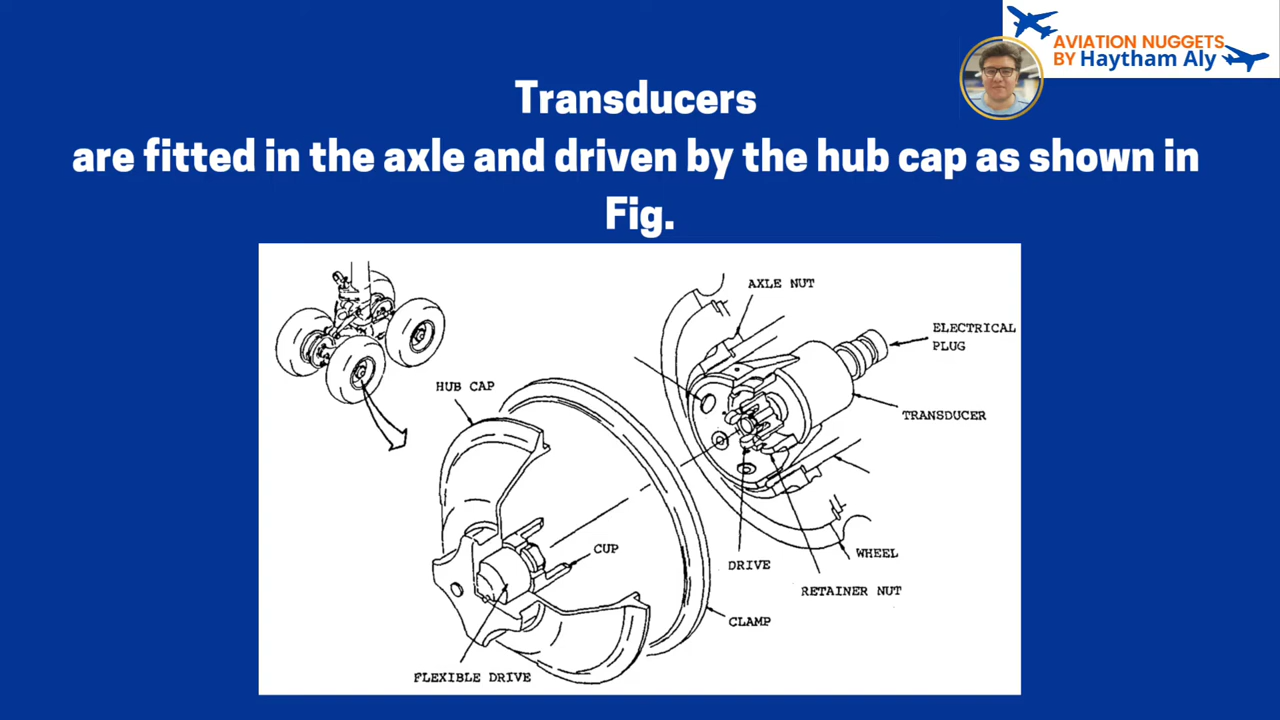 AVIATION NUGGETS
BY Haytham Aly
Transducers
are fitted in the axle and driven by the hub cap as shown in
Fig.
AXLE NUT
ELECTRICAL
PLUG
HUB CAP
TRANSDUCER
CUP
WHEEL
DRIVE
RETAINER NUT
CLAMP
FLEXIBLE DRIVE